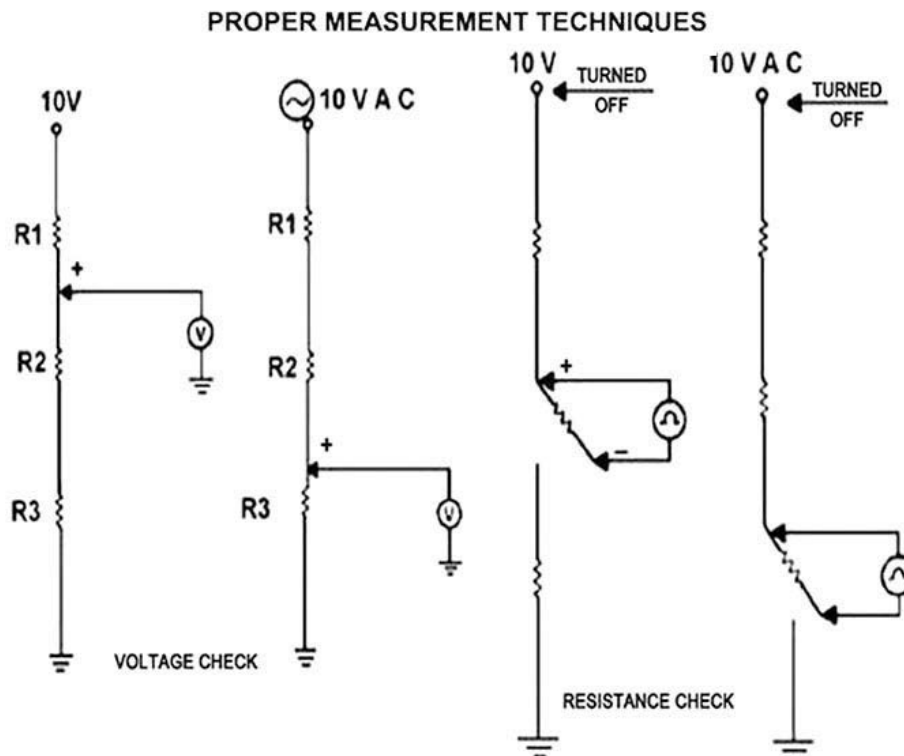 PROPER MEASUREMENT TECHNIQUES
10V
10 V A C
10 V
TURNED
OFF
10 V A C
TURNED
OFF
R1
+
V
R2
R3
R1
R2
+
V
R3
+
Ω
−
Ω
VOLTAGE CHECK
RESISTANCE CHECK